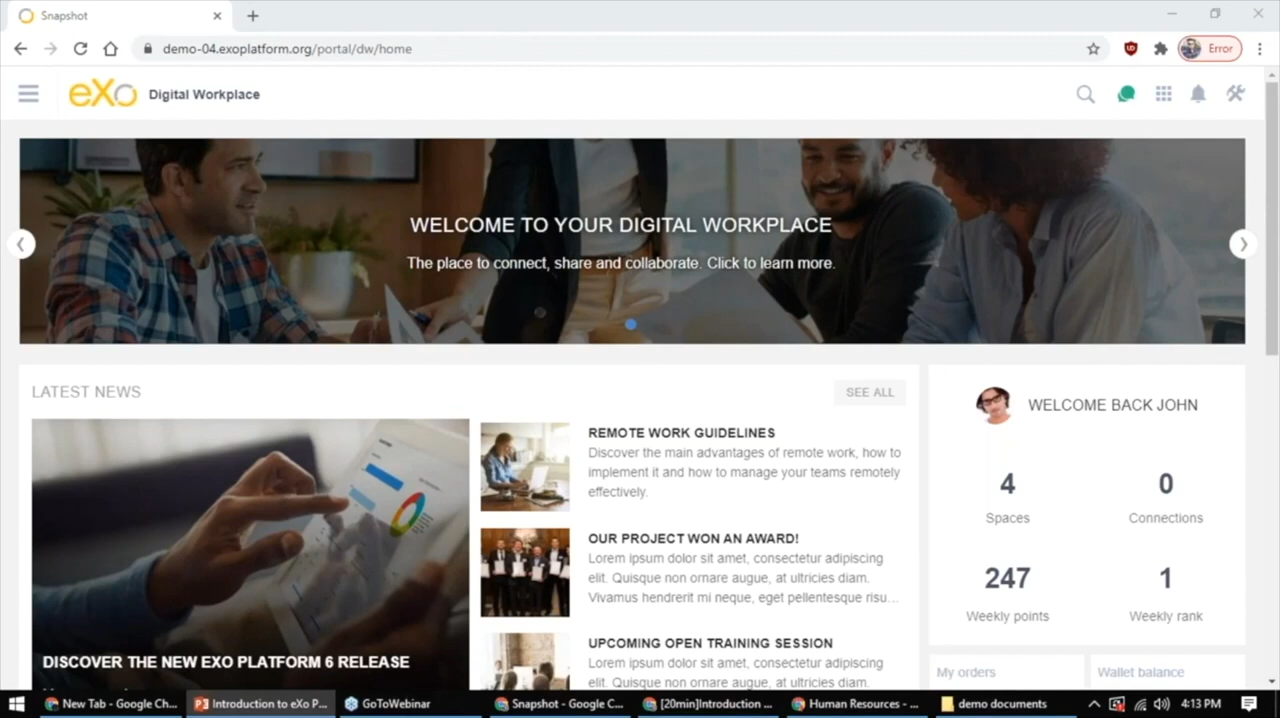 Snapshot
demo-04.exoplatform.org/portal/dw/home
Error
eXo Digital Workplace
WELCOME TO YOUR DIGITAL WORKPLACE
The place to connect, share and collaborate. Click to learn more.
LATEST NEWS
SEE ALL
DISCOVER THE NEW EXO PLATFORM 6 RELEASE
REMOTE WORK GUIDELINES
Discover the main advantages of remote work, how to
implement it and how to manage your teams remotely
effectively.
OUR PROJECT WON AN AWARD!
Lorem ipsum dolor sit amet, consectetur adipiscing
elit. Quisque non ornare augue, at ultricies diam.
Vivamus hendrerit mi neque, eget pellentesque risu...
UPCOMING OPEN TRAINING SESSION
Lorem ipsum dolor sit amet, consectetur adipiscing
elit. Quisque non ornare augue, at ultricies diam.
WELCOME BACK JOHN
4
Spaces
0
Connections
247
Weekly points
1
Weekly rank
My orders
Wallet balance
New Tab - Google Ch...
Introduction to eXo P...
GoToWebinar
Snapshot - Google C...
[20min]Introduction ...
Human Resources - ...
demo documents
4:13 PM